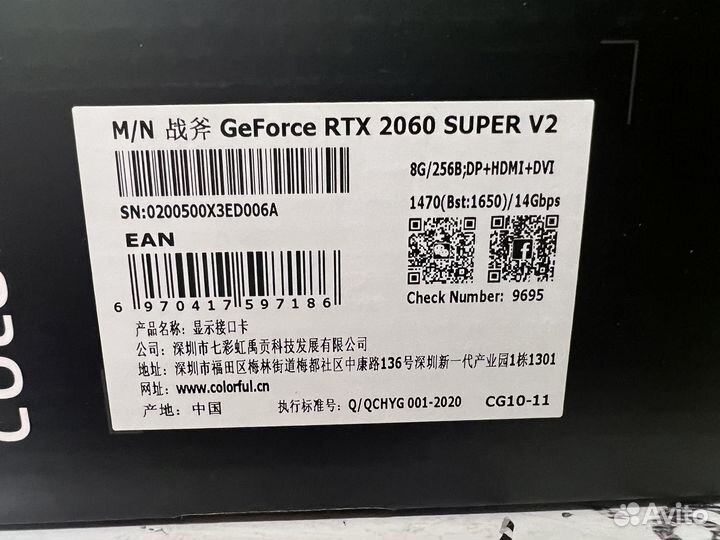 M/N 战斧 GeForce RTX 2060 SUPER V2
8G/256B;DP+HDMI+DVI
SN:0200500X3ED006A
1470(Bst:1650)/14Gbps
EAN
6 970417 597186
Check Number: 9695
产品名称: 显示接口卡
公司: 深圳市七彩虹禹贡科技发展有限公司
地址: 深圳市福田区梅林街道梅都社区中康路136号深圳新一代产业园1栋1301
网址: www.colorful.cn
产地: 中国 执行标准号: Q/QCHYG 001-2020 CG10-11
Avito